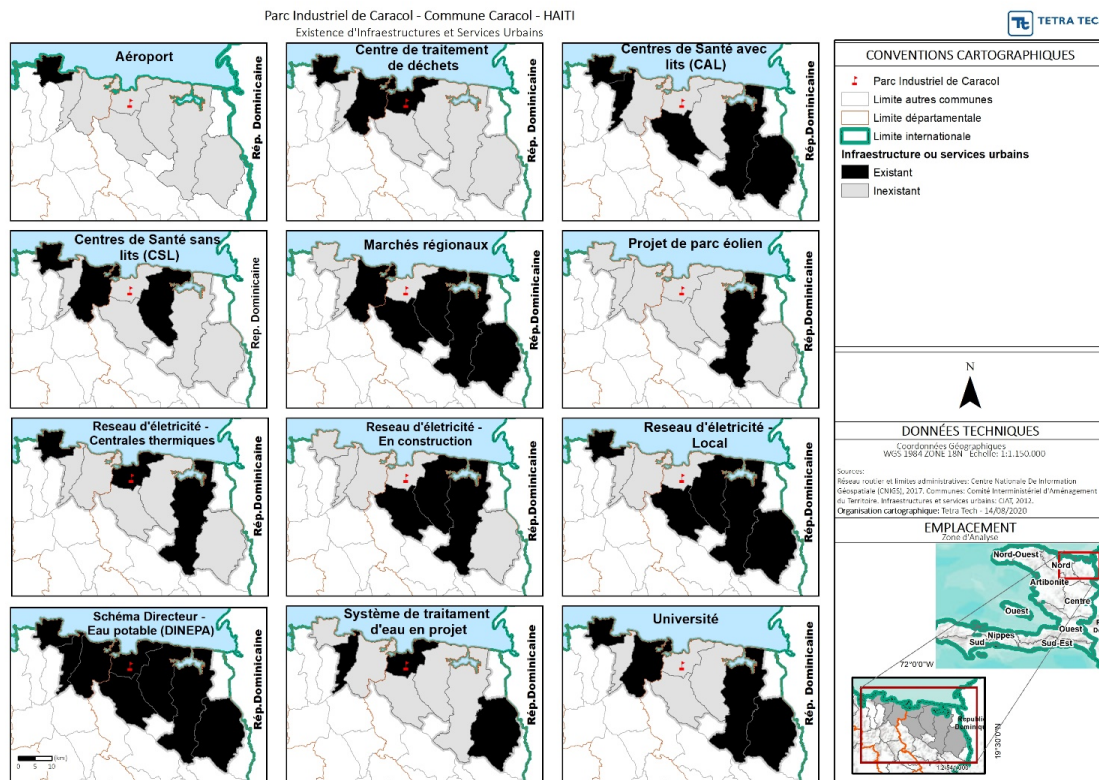 Parc Industriel de Caracol - Commune Caracol - HAITI
Existence d'Infrastructures et Services Urbains
TETRA TEC
Aéroport
Rép. Dominicaine
Centre de traitement
de déchets
Rép. Dominicaine
Centres de Santé avec
lits (CAL)
Rép.Dominicaine
Centres de Santé sans
lits (CSL)
Rep. Dominicaine
Marchés régionaux
Rép.Dominicaine
Projet de parc éolien
Rép.Dominicaine
Reseau d'életricité -
Centrales thermiques
Rép.Dominicaine
Reseau d'életricité -
En construction
Rép.Dominicaine
Reseau d'életricité -
Local
Rép.Dominicaine
Schéma Directeur -
Eau potable (DINEPA)
Rép.Dominicaine
0 5 10 (km)
Système de traitament
d'eau en projet
Rép.Dominicaine
Université
Rép.Dominicaine
CONVENTIONS CARTOGRAPHIQUES
Parc Industriel de Caracol
Limite autres communes
Limite départementale
Limite internationale
Infraestructure ou services urbains
Existant
Inexistant
N
DONNÉES TECHNIQUES
Coordonnées Géographiques
WGS 1984 ZONE 18N Echelle: 1:1.150.000
Sources:
Réseau routier et limites administratives: Centre Nationale De Information
Géospatiale (CNIGS), 2017. Communes: Comité Interministériel d'Aménagement
du Territoire. Infraestructures et services urbains: CIAT, 2012.
Organisation cartographique: Tetra Tech - 14/08/2020
EMPLACEMENT
Zone d'Analyse
Nord-Ouest
Nord
Artibonite
Centre
Ouest
Ouest
Sud
Nippes
Sud-Est
72°0'0"W
19°30'0"N